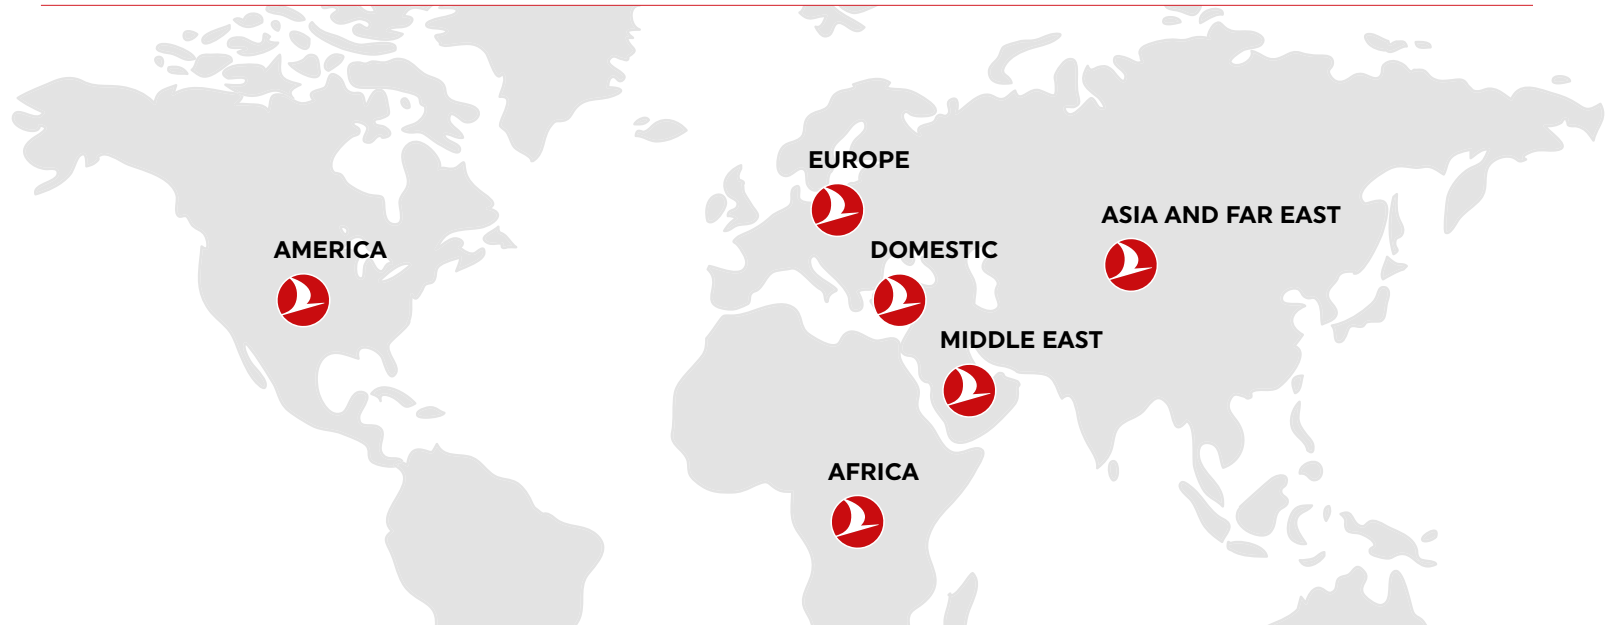 EUROPE
ASIA AND FAR EAST
AMERICA
DOMESTIC
MIDDLE EAST
AFRICA